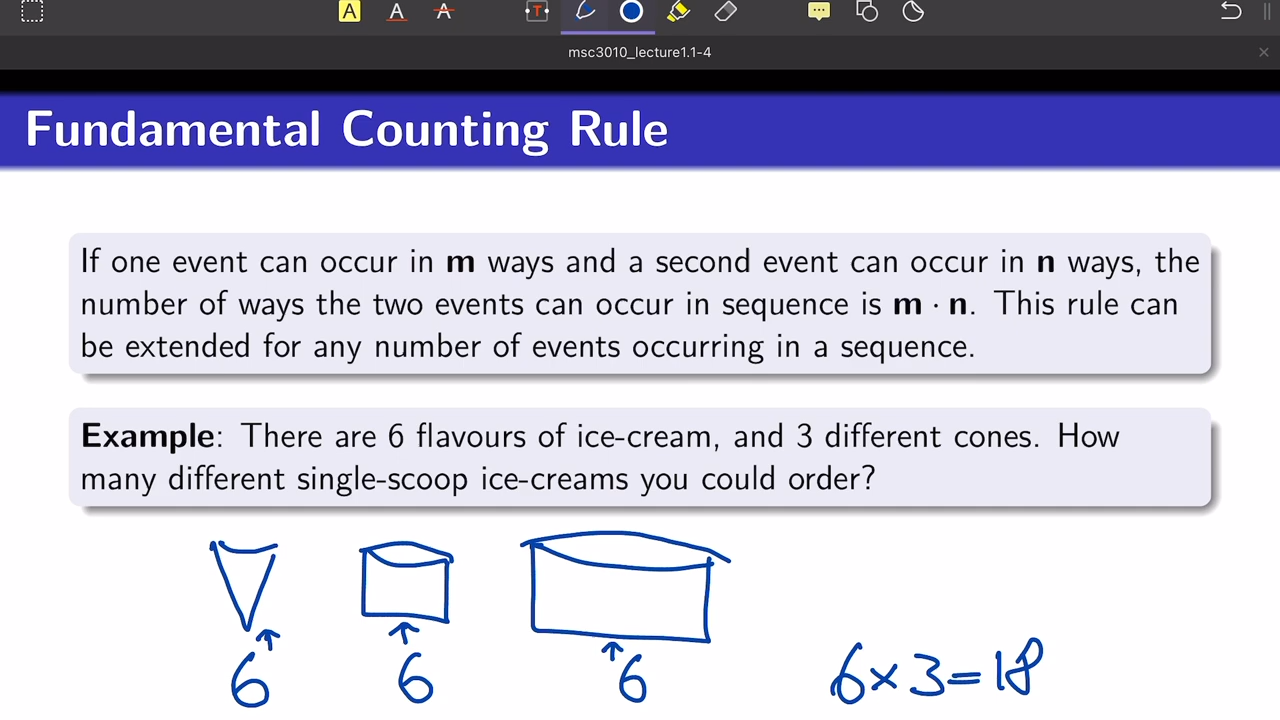 A A A T
msc3010_lecture1.1-4
Fundamental Counting Rule
If one event can occur in m ways and a second event can occur in n ways, the
number of ways the two events can occur in sequence is m · n. This rule can
be extended for any number of events occurring in a sequence.
Example: There are 6 flavours of ice-cream, and 3 different cones. How
many different single-scoop ice-creams you could order?
6 6 6 6×3=18